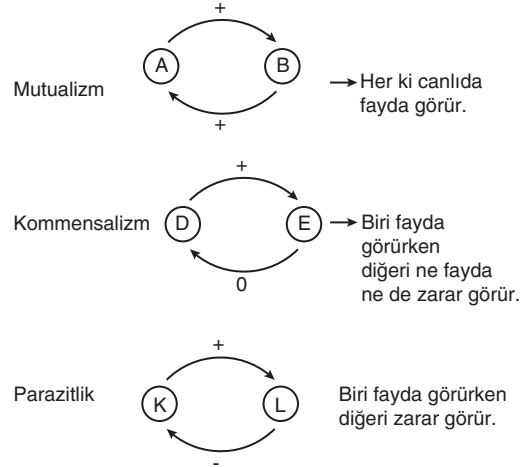 +
A B
Mutualizm
Her ki canlıda
fayda görür.
+
+
Kommensalizm
D E
Biri fayda
görürken
diğeri ne fayda
ne de zarar görür.
0
+
Parazitlik
K L
Biri fayda görürken
diğeri zarar görür.
-